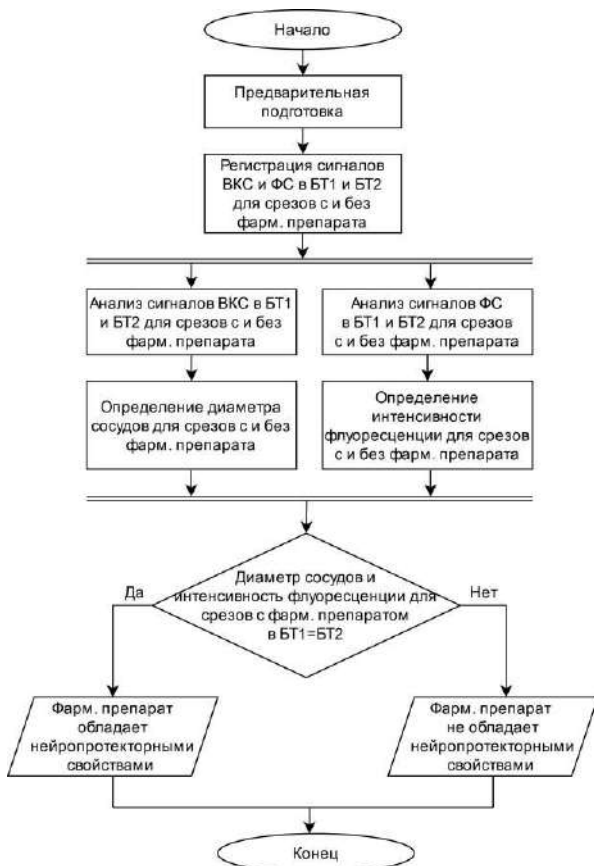 Начало
Предварительная
подготовка
Регистрация сигналов
ВКС и ФС в БТ1 и БТ2
для срезов с и без
фарм. препарата
Анализ сигналов ВКС в БТ1
и БТ2 для срезов с и без
фарм. препарата
Анализ сигналов ФС
в БТ1 и БТ2 для срезов
с и без фарм. препарата
Определение диаметра
сосудов для срезов с и без
фарм. препарата
Определение
интенсивности
флуоресценции для срезов
с и без фарм. препарата
Диаметр сосудов и
интенсивность флуоресценции для
срезов с фарм. препаратом
в БТ1=БТ2
Да
Нет
Фарм. препарат
обладает
нейропротекторными
свойствами
Фарм. препарат
не обладает
нейропротекторными
свойствами
Конец